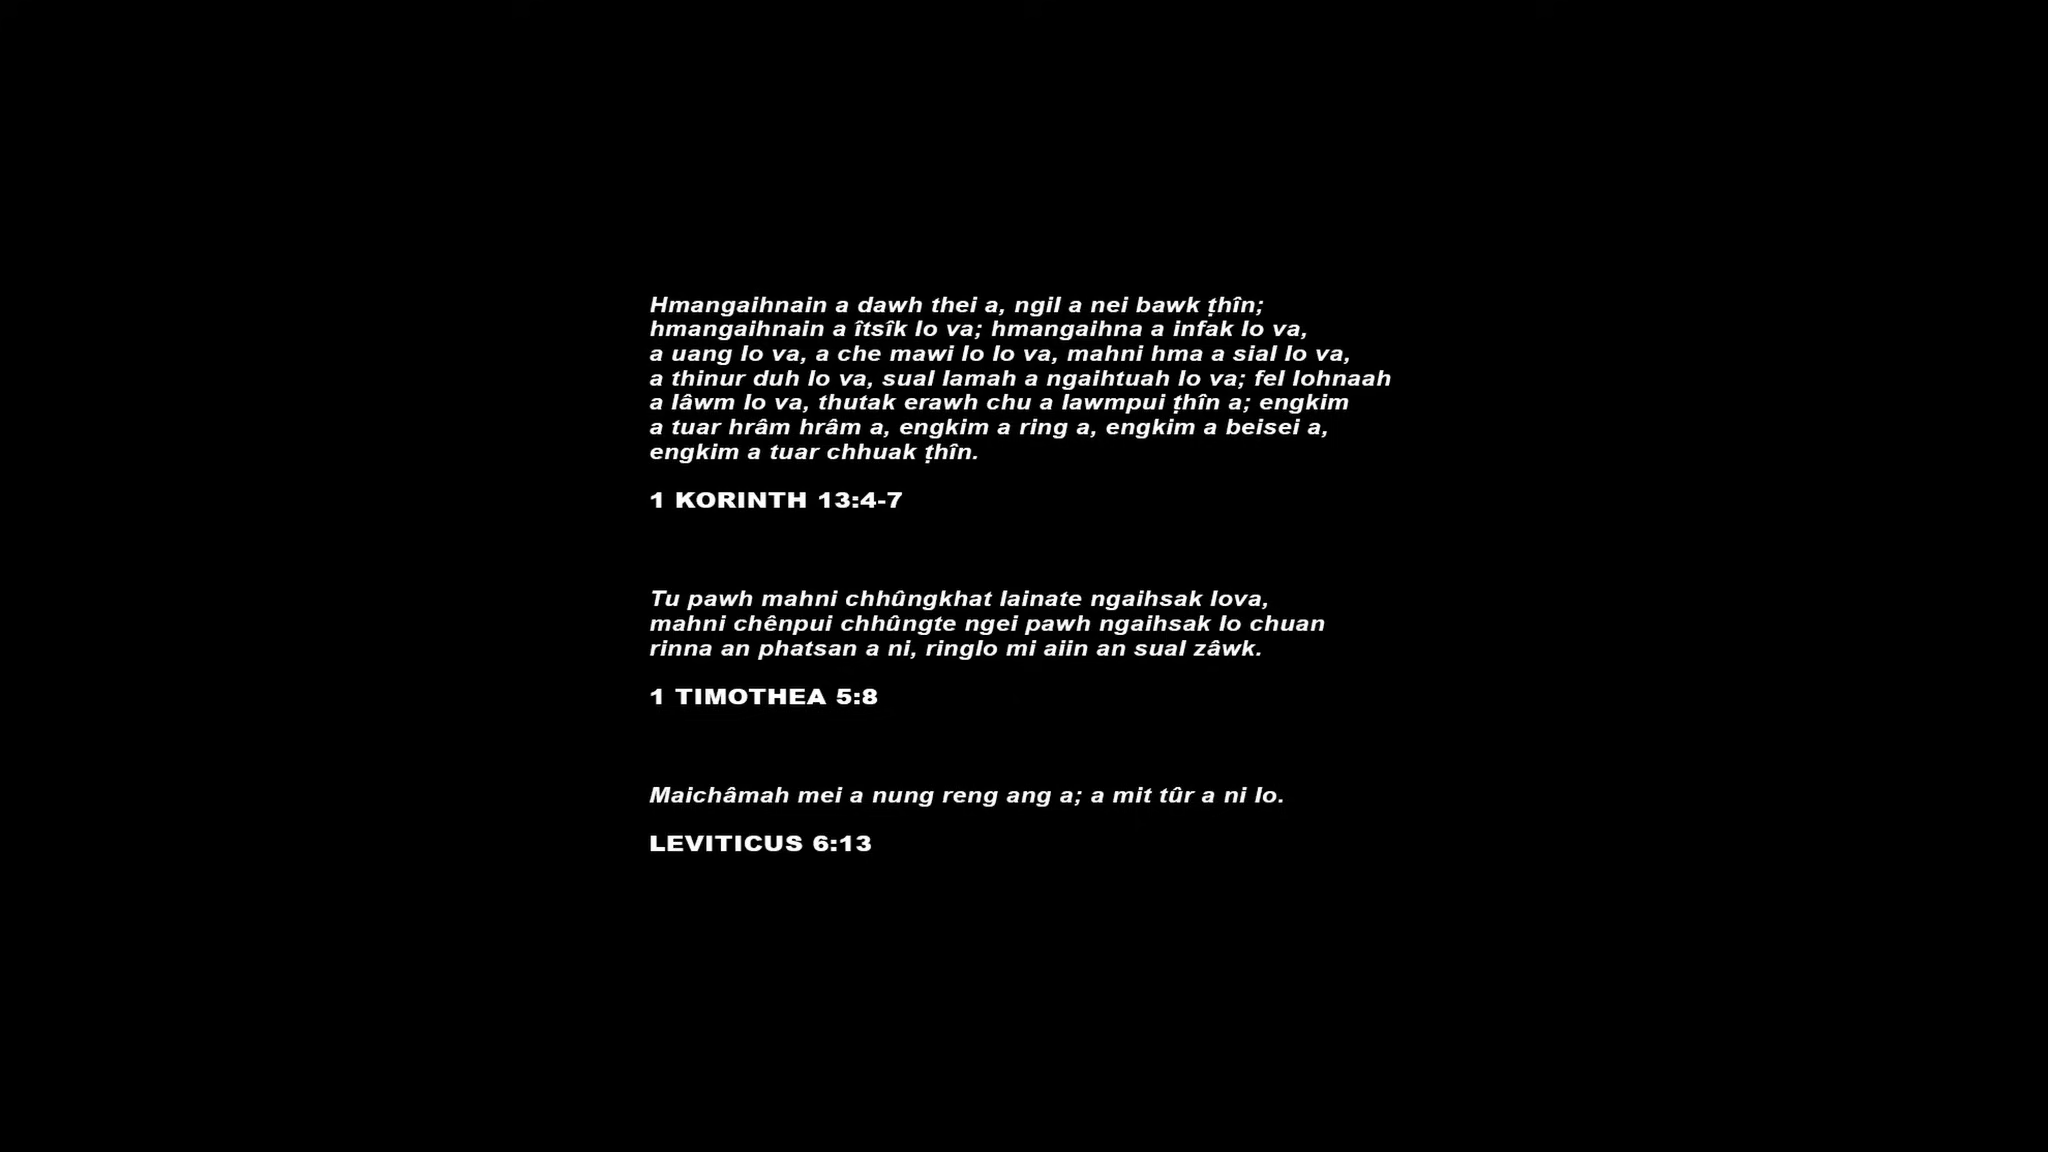 Hmangaihnain a dawh thei a, ngil a nei bawk ṭhîn;
hmangaihnain a îtsîk lo va; hmangaihna a infak lo va,
a uang lo va, a che mawi lo lo va, mahni hma a sial lo va,
a thinur duh lo va, sual lamah a ngaihtuah lo va; fel lohnaah
a lâwm lo va, thutak erawh chu a lawmpui ṭhîn a; engkim
a tuar hrâm hrâm a, engkim a ring a, engkim a beisei a,
engkim a tuar chhuak ṭhîn.
1 KORINTH 13:4-7
Tu pawh mahni chhûngkhat lainate ngaihsak lova,
mahni chênpui chhûngte ngei pawh ngaihsak lo chuan
rinna an phatsan a ni, ringlo mi aiin an sual zâwk.
1 TIMOTHEA 5:8
Maichâmah mei a nung reng ang a; a mit tûr a ni lo.
LEVITICUS 6:13